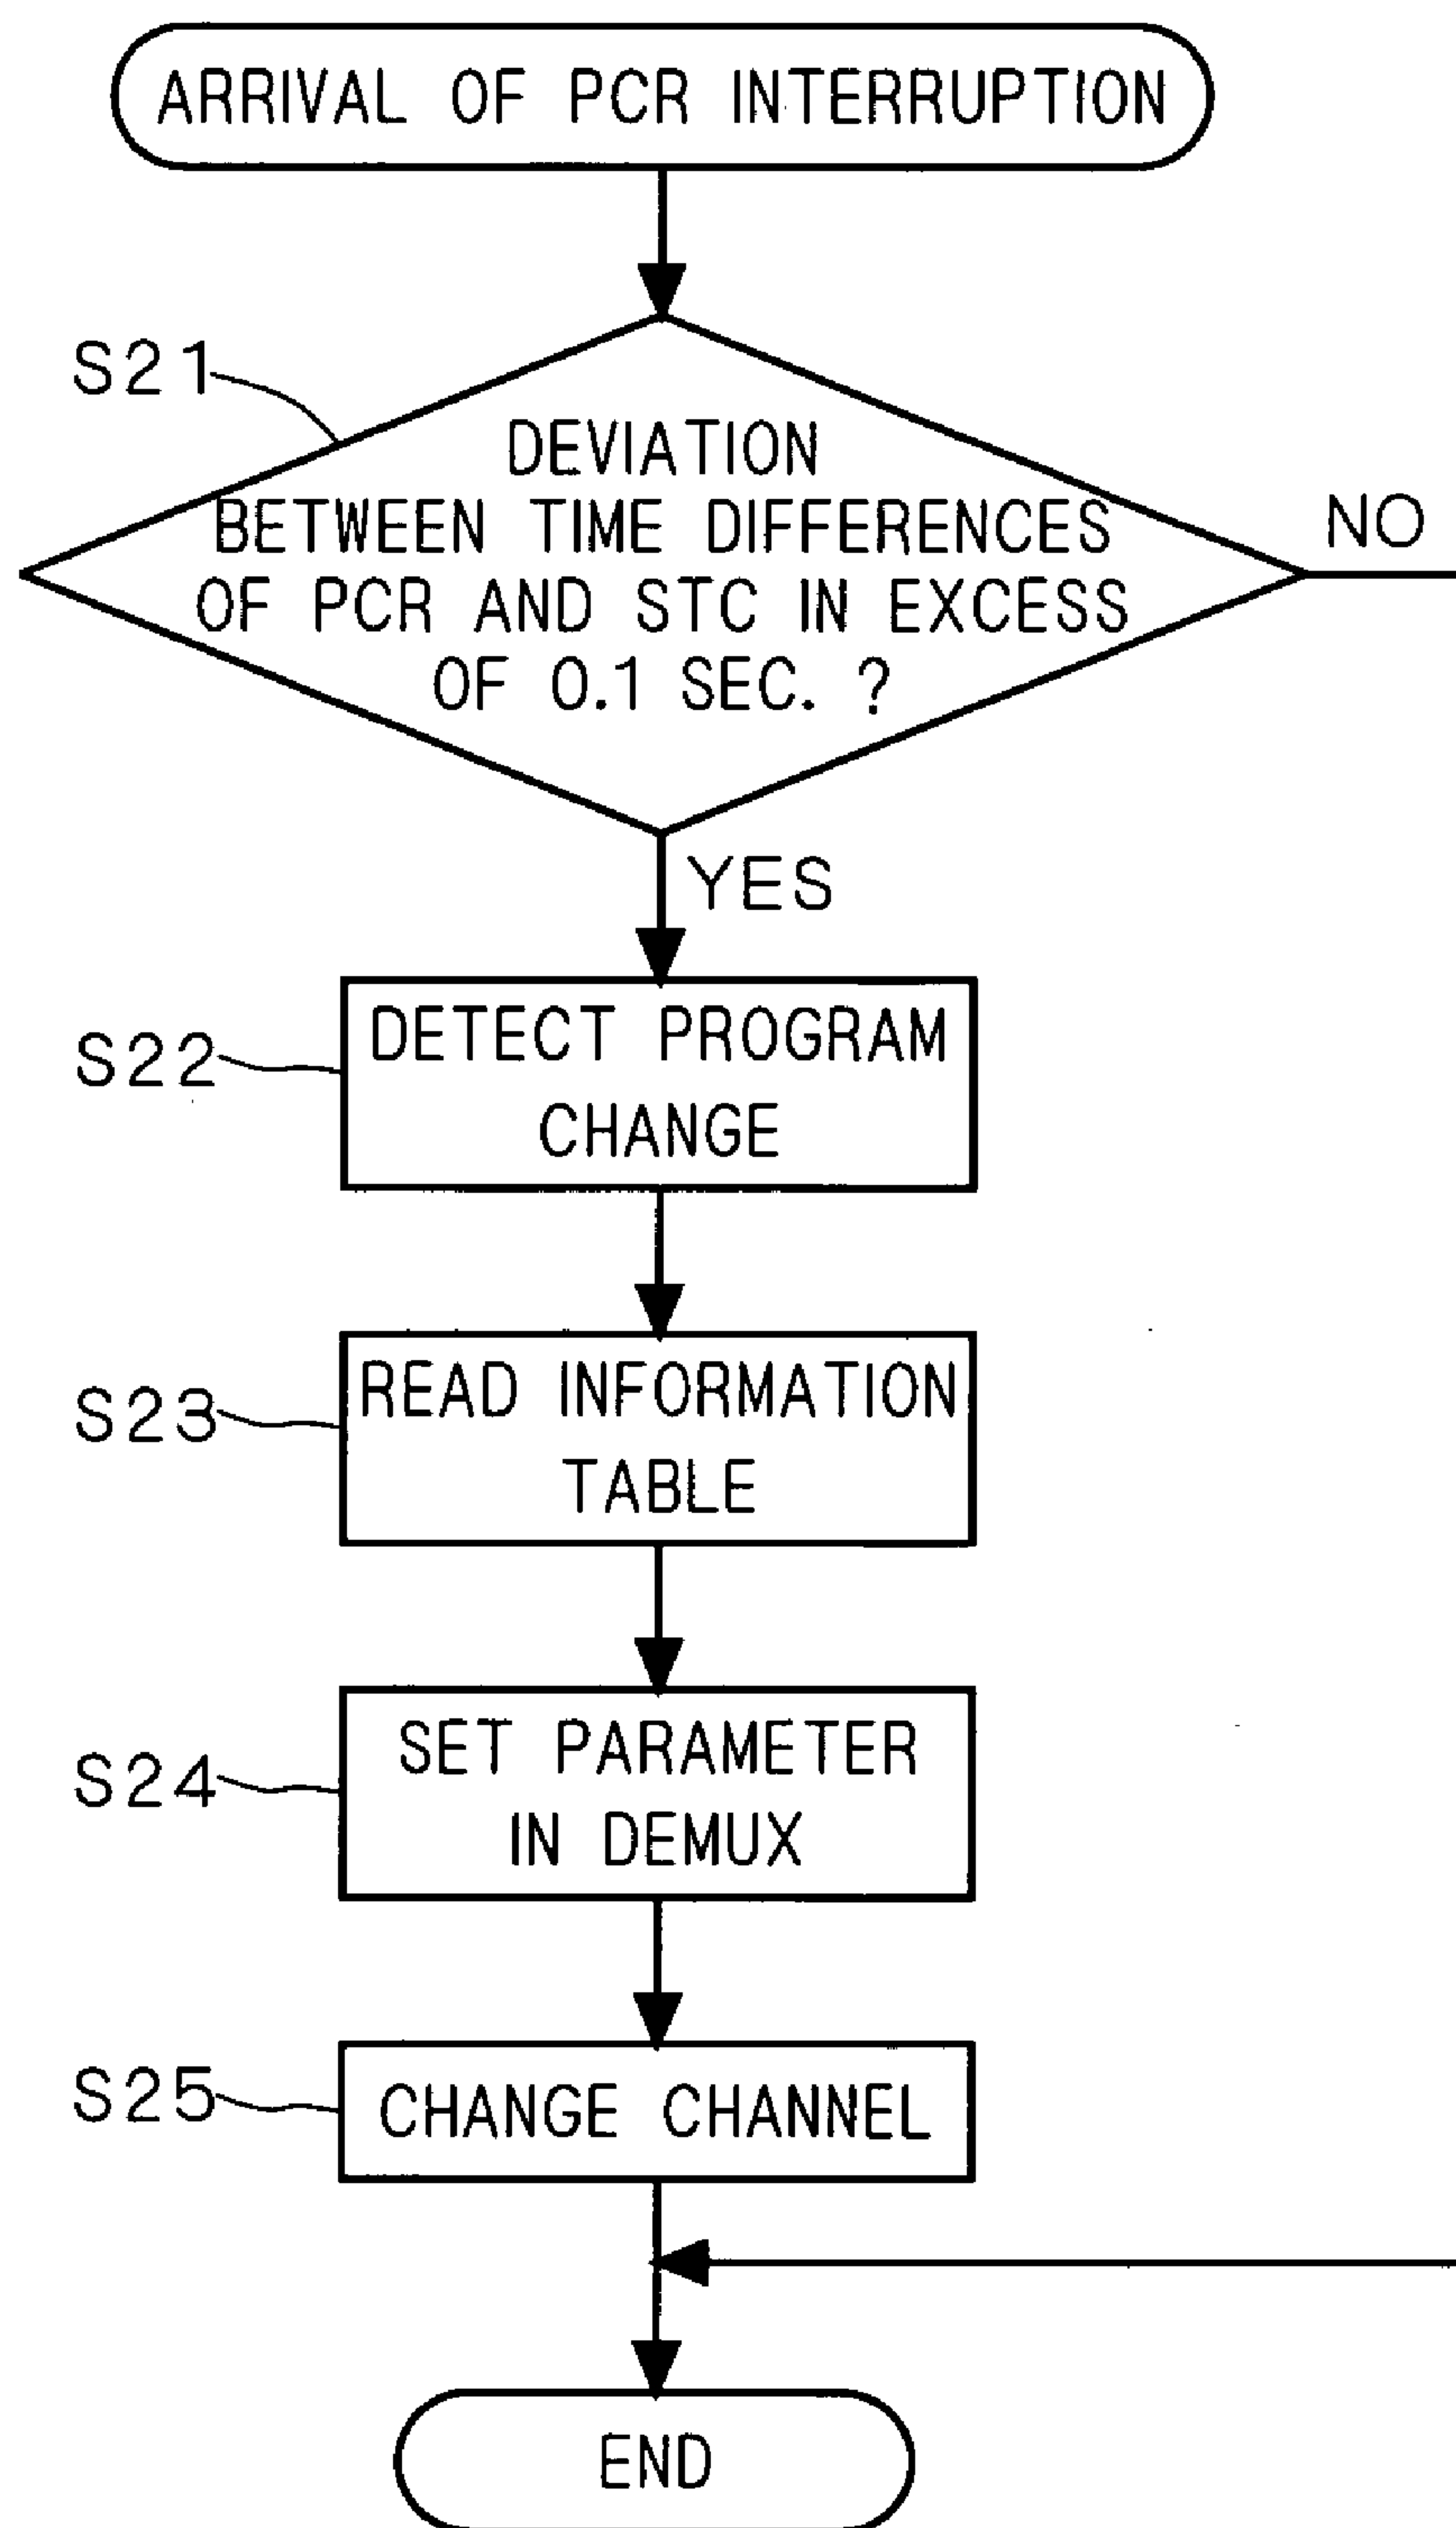 ARRIVAL OF PCR INTERRUPTION
S21
DEVIATION
BETWEEN TIME DIFFERENCES
OF PCR AND STC IN EXCESS
OF 0.1 SEC. ?
NO
YES
S22
DETECT PROGRAM
CHANGE
S23
READ INFORMATION
TABLE
S24
SET PARAMETER
IN DEMUX
S25
CHANGE CHANNEL
END